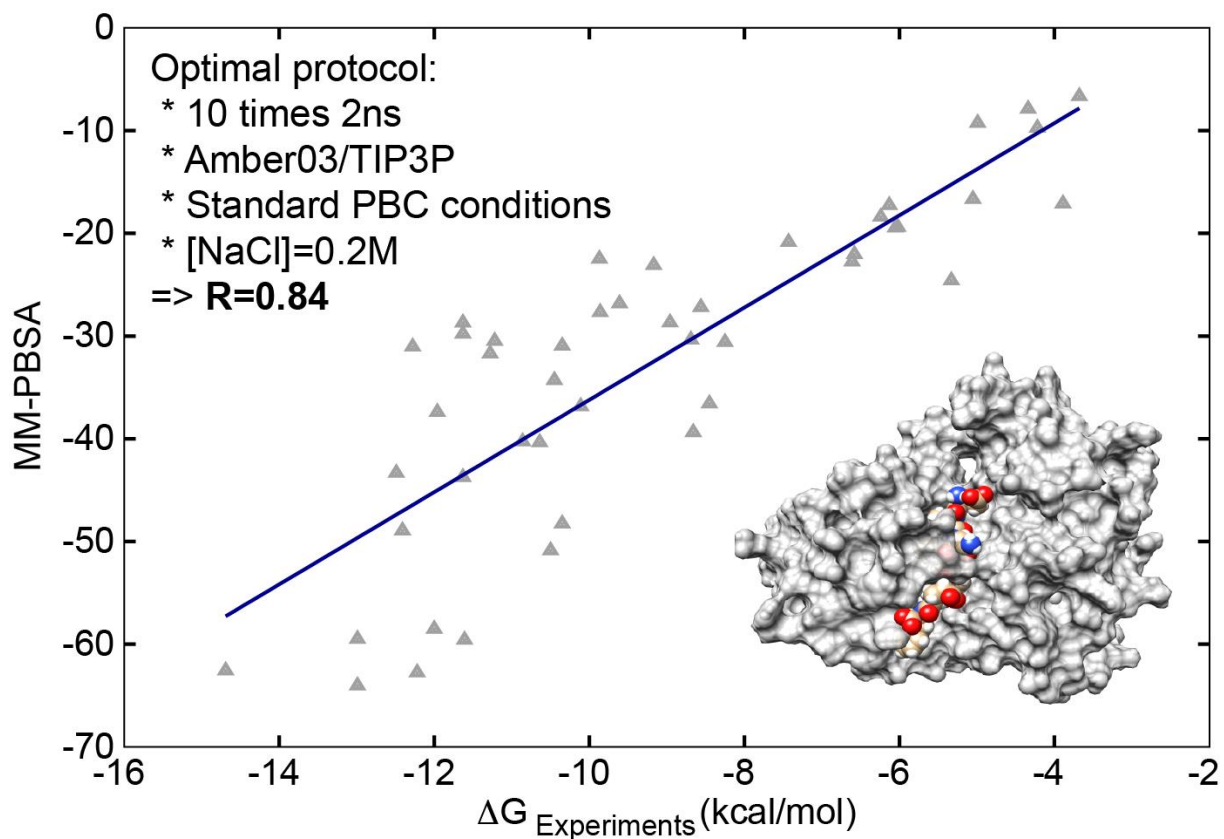 0
-10
-20
-30
-40
-50
-60
-70
MM-PBSA
Optimal protocol:
* 10 times 2ns
* Amber03/TIP3P
* Standard PBC conditions
* [NaCl]=0.2M
=> R=0.84
-16 -14 -12 -10 -8 -6 -4 -2
ΔG Experiments (kcal/mol)